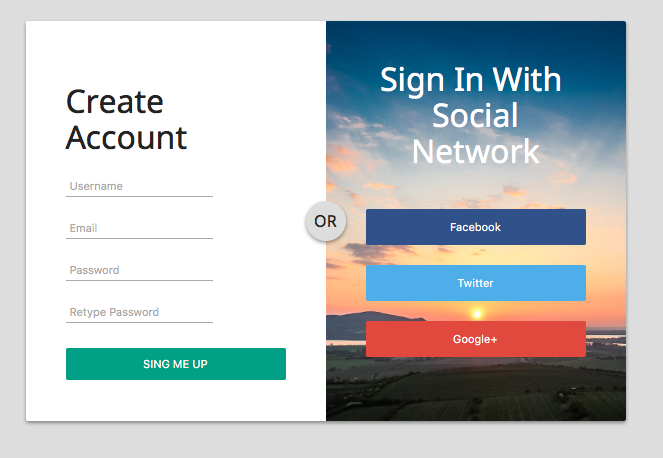 Create
Account
Username
Email
Password
Retype Password
SING ME UP
OR
Sign In With
Social
Network
Facebook
Twitter
Google+